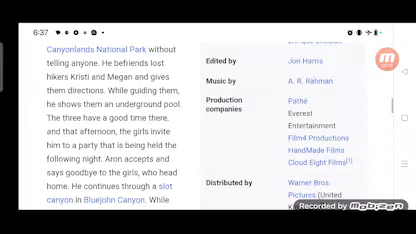 6:37
Canyonlands National Park without
telling anyone. He befriends lost
hikers Kristi and Megan and gives
them directions. While guiding them,
he shows them an underground pool.
The three have a good time there,
and that afternoon, the girls invite
him to a party that is being held the
following night. Aron accepts and
says goodbye to the girls, who head
home. He continues through a slot
canyon in Bluejohn Canyon. While
Edited by
Jon Harris
Music by
A. R. Rahman
Production
companies
Pathé
Everest
Entertainment
Film4 Productions
HandMade Films
Cloud Eight Films[1]
Distributed by
Warner Bros.
Pictures (United
Recorded by
Mobizen